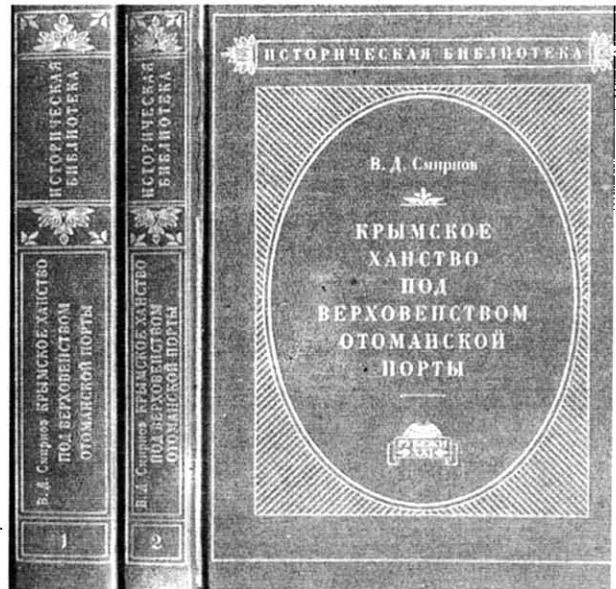 ИСТОРИЧЕСКАЯ
БИБЛИОТЕКА
В. Д. Смирнов КРЫМСКОЕ ХАНСТВО
ПОД ВЕРХОВЕНСТВОМ
ОТОМАНСКОЙ ПОРТЫ
1
ИСТОРИЧЕСКАЯ
БИБЛИОТЕКА
В. Д. Смирнов КРЫМСКОЕ ХАНСТВО
ПОД ВЕРХОВЕНСТВОМ
ОТОМАНСКОЙ ПОРТЫ
2
ИСТОРИЧЕСКАЯ БИБЛИОТЕКА
В. Д. Смирнов
КРЫМСКОЕ
ХАНСТВО
ПОД
ВЕРХОВЕНСТВОМ
ОТОМАНСКОЙ
ПОРТЫ
РУБЕЖИ
XXI